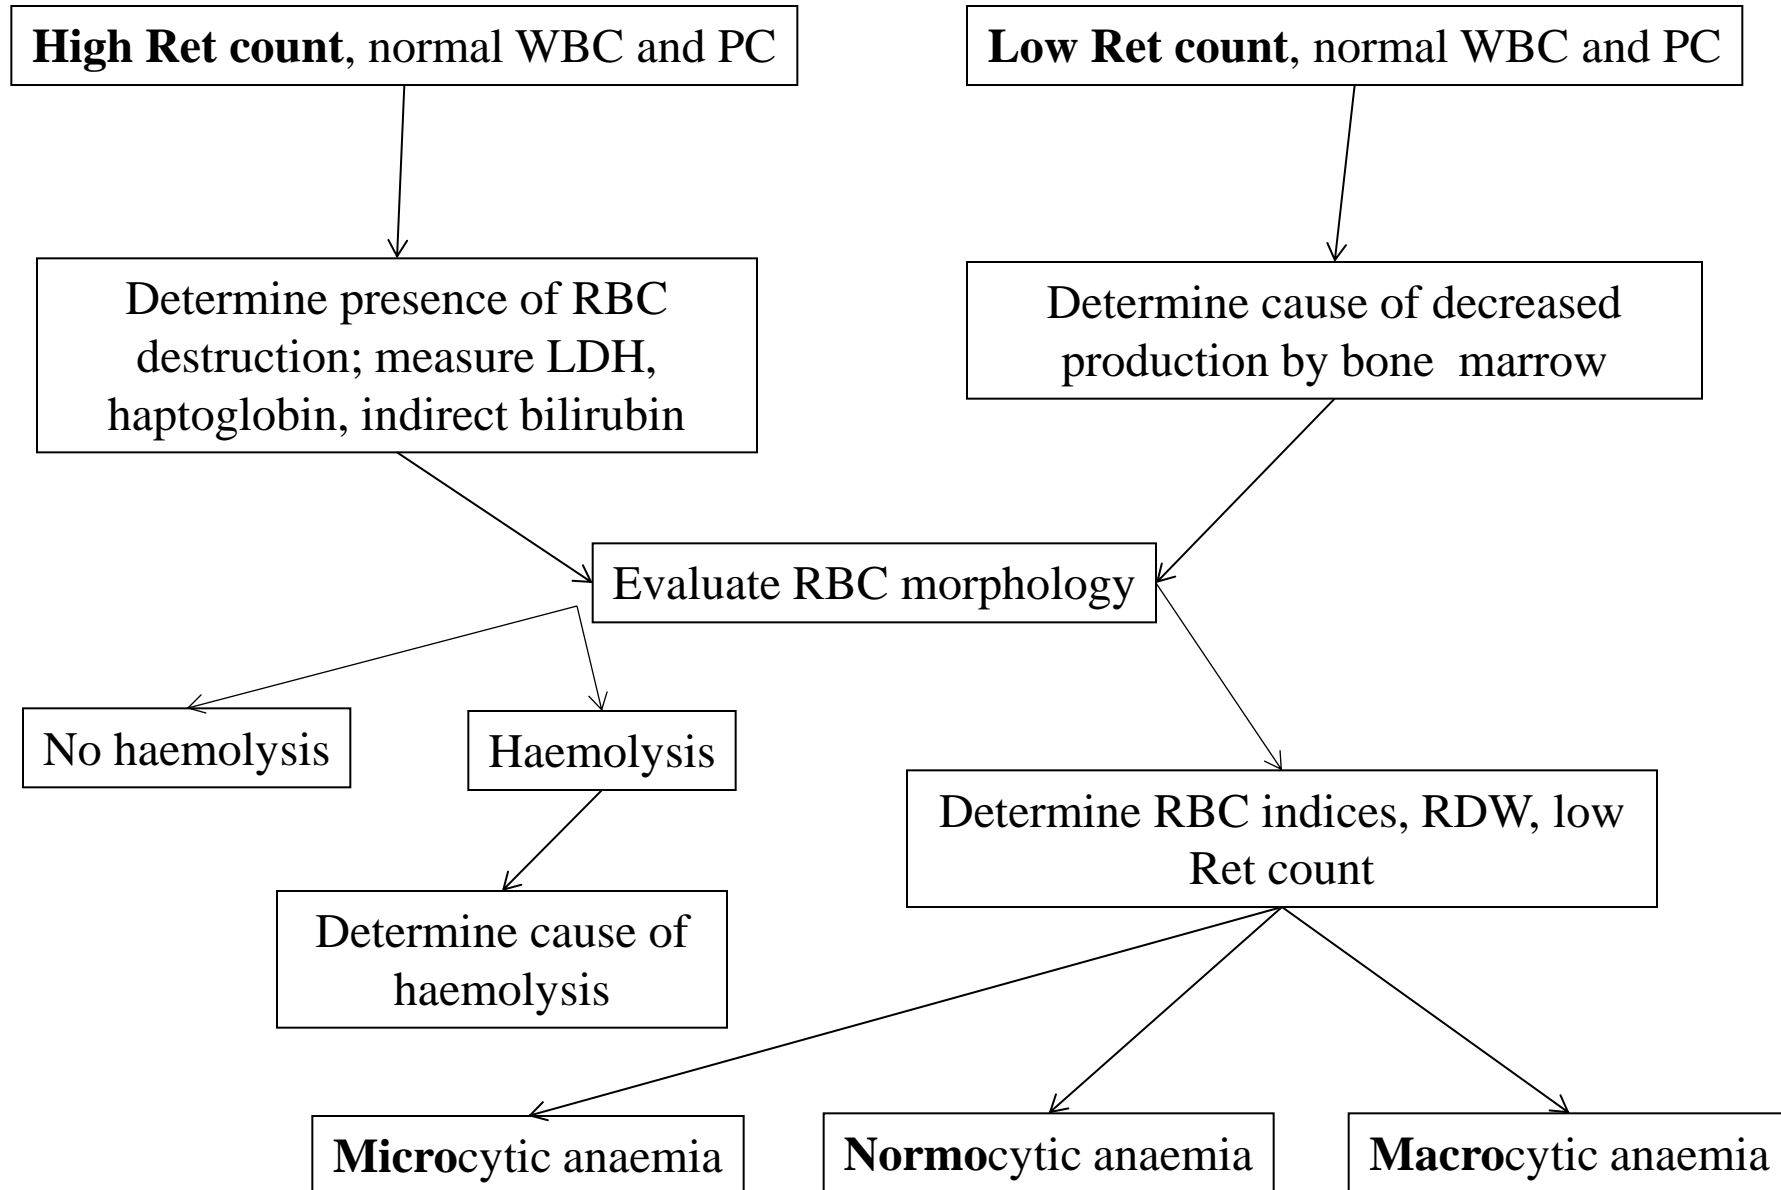 High Ret count, normal WBC and PC
Low Ret count, normal WBC and PC
Determine presence of RBC
destruction; measure LDH,
haptoglobin, indirect bilirubin
Determine cause of decreased
production by bone  marrow
Evaluate RBC morphology
No haemolysis
Haemolysis
Determine RBC indices, RDW, low
Ret count
Determine cause of
haemolysis
Microcytic anaemia
Normocytic anaemia
Macrocytic anaemia